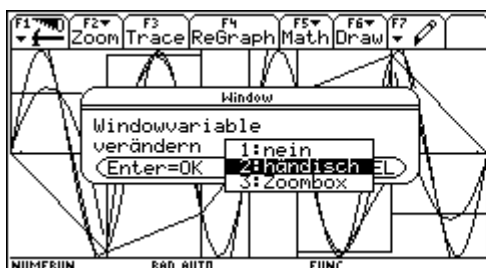 F1 F2 F3 F4 F5 F6 F7
Zoom Trace ReGraph Math Draw
Window
Windowvariable
verändern
1:nein
2:händisch
3:Zoombox
Enter=OK
EL
NUMERUN RAD AUTO FUNC